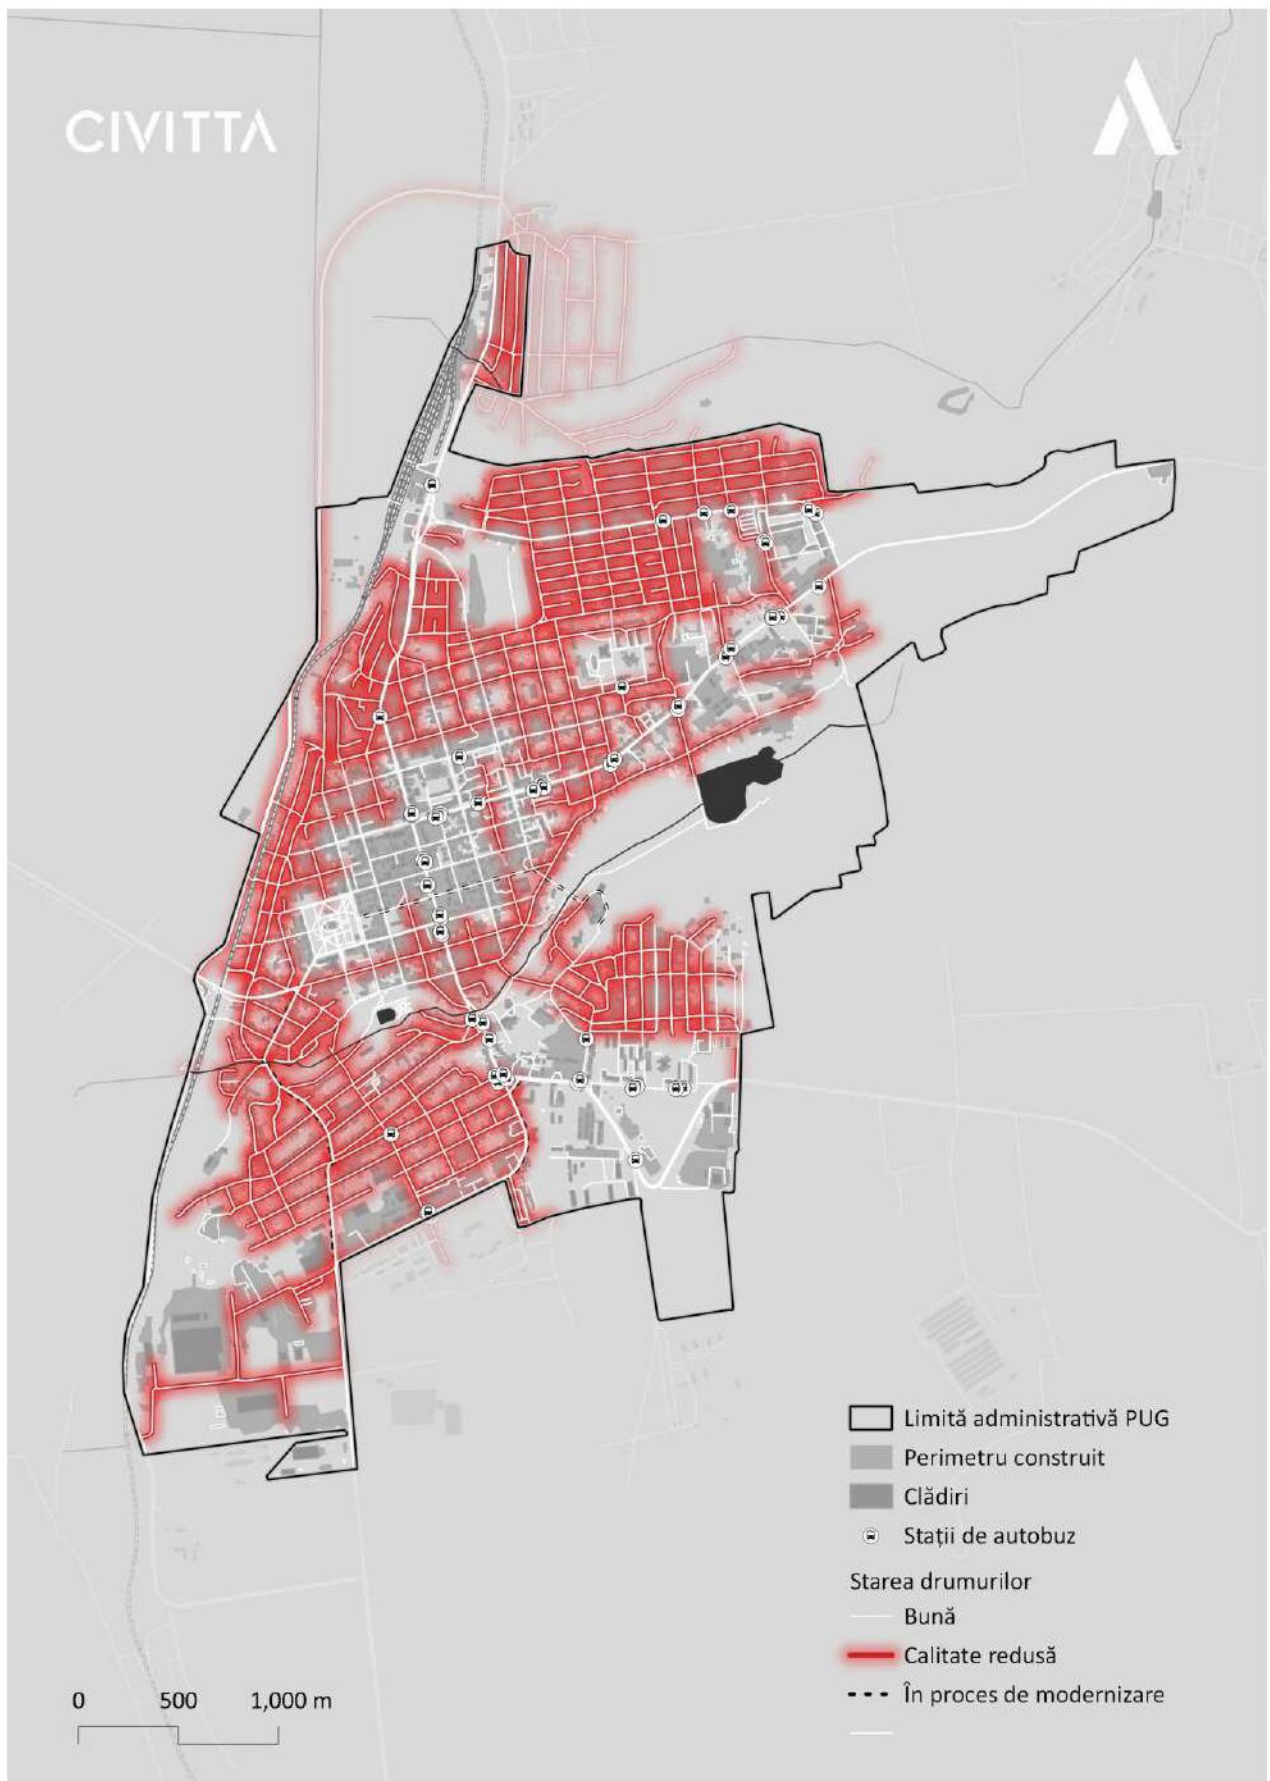 CIVITTA
Limită administrativă PUG
Perimetru construit
Clădiri
Stații de autobuz
Starea drumurilor
Bună
Calitate redusă
În proces de modernizare
0 500 1,000 m